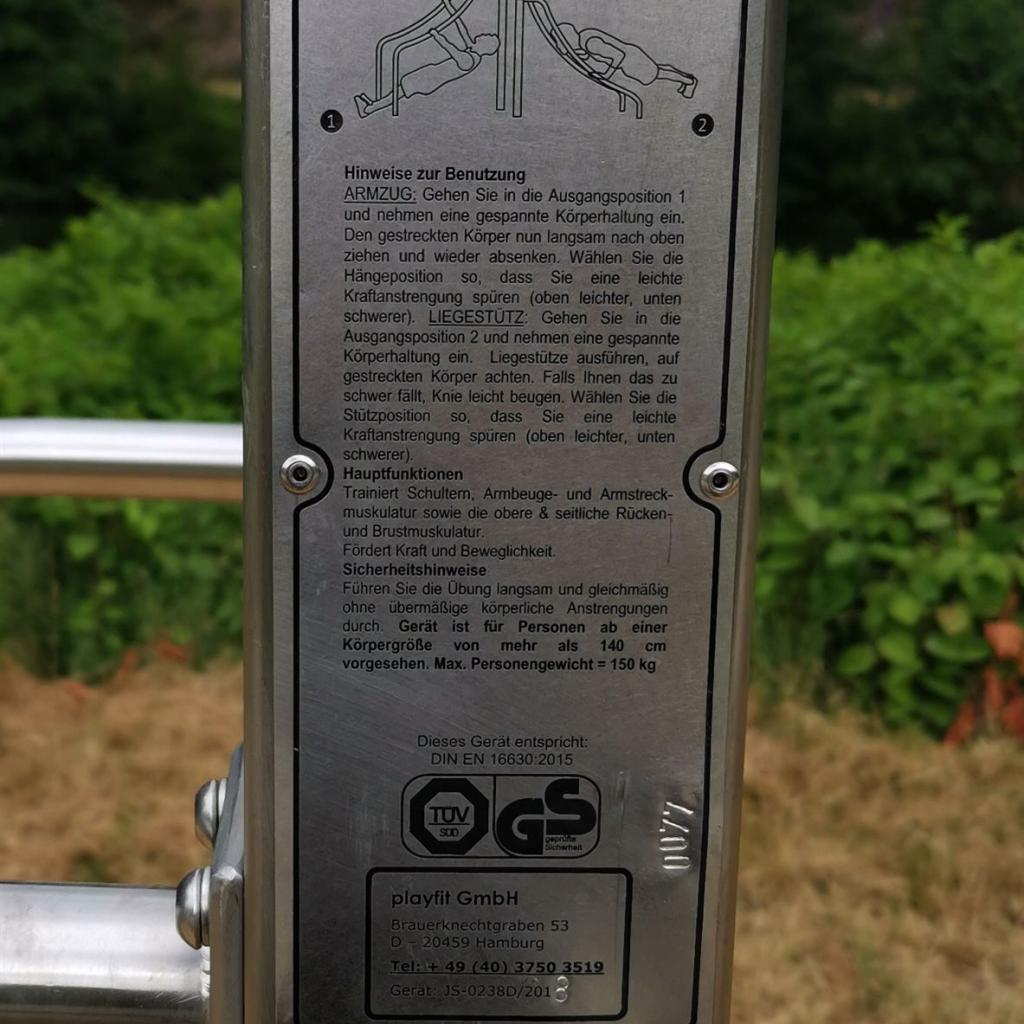 1
2
Hinweise zur Benutzung
ARMZUG: Gehen Sie in die Ausgangsposition 1
und nehmen eine gespannte Körperhaltung ein.
Den gestreckten Körper nun langsam nach oben
ziehen und wieder absenken. Wählen Sie die
Hängeposition so, dass Sie eine leichte
Kraftanstrengung spüren (oben leichter, unten
schwerer). LIEGESTÜTZ: Gehen Sie in die
Ausgangsposition 2 und nehmen eine gespannte
Körperhaltung ein. Liegestütze ausführen, auf
gestreckten Körper achten. Falls Ihnen das zu
schwer fällt, Knie leicht beugen. Wählen Sie die
Stützposition so, dass Sie eine leichte
Kraftanstrengung spüren (oben leichter, unten
schwerer).
Hauptfunktionen
Trainiert Schultern, Armbeuge- und Armstreck-
muskulatur sowie die obere & seitliche Rücken-
und Brustmuskulatur.
Fördert Kraft und Beweglichkeit.
Sicherheitshinweise
Führen Sie die Übung langsam und gleichmäßig
ohne übermäßige körperliche Anstrengungen
durch. Gerät ist für Personen ab einer
Körpergröße von mehr als 140 cm
vorgesehen. Max. Personengewicht = 150 kg
Dieses Gerät entspricht:
DIN EN 16630:2015
TÜV
SÜD
GS
geprüfte
Sicherheit
0077
playfit GmbH
Brauerknechtgraben 53
D – 20459 Hamburg
Tel: + 49 (40) 3750 3519
Gerät: JS-0238D/2018